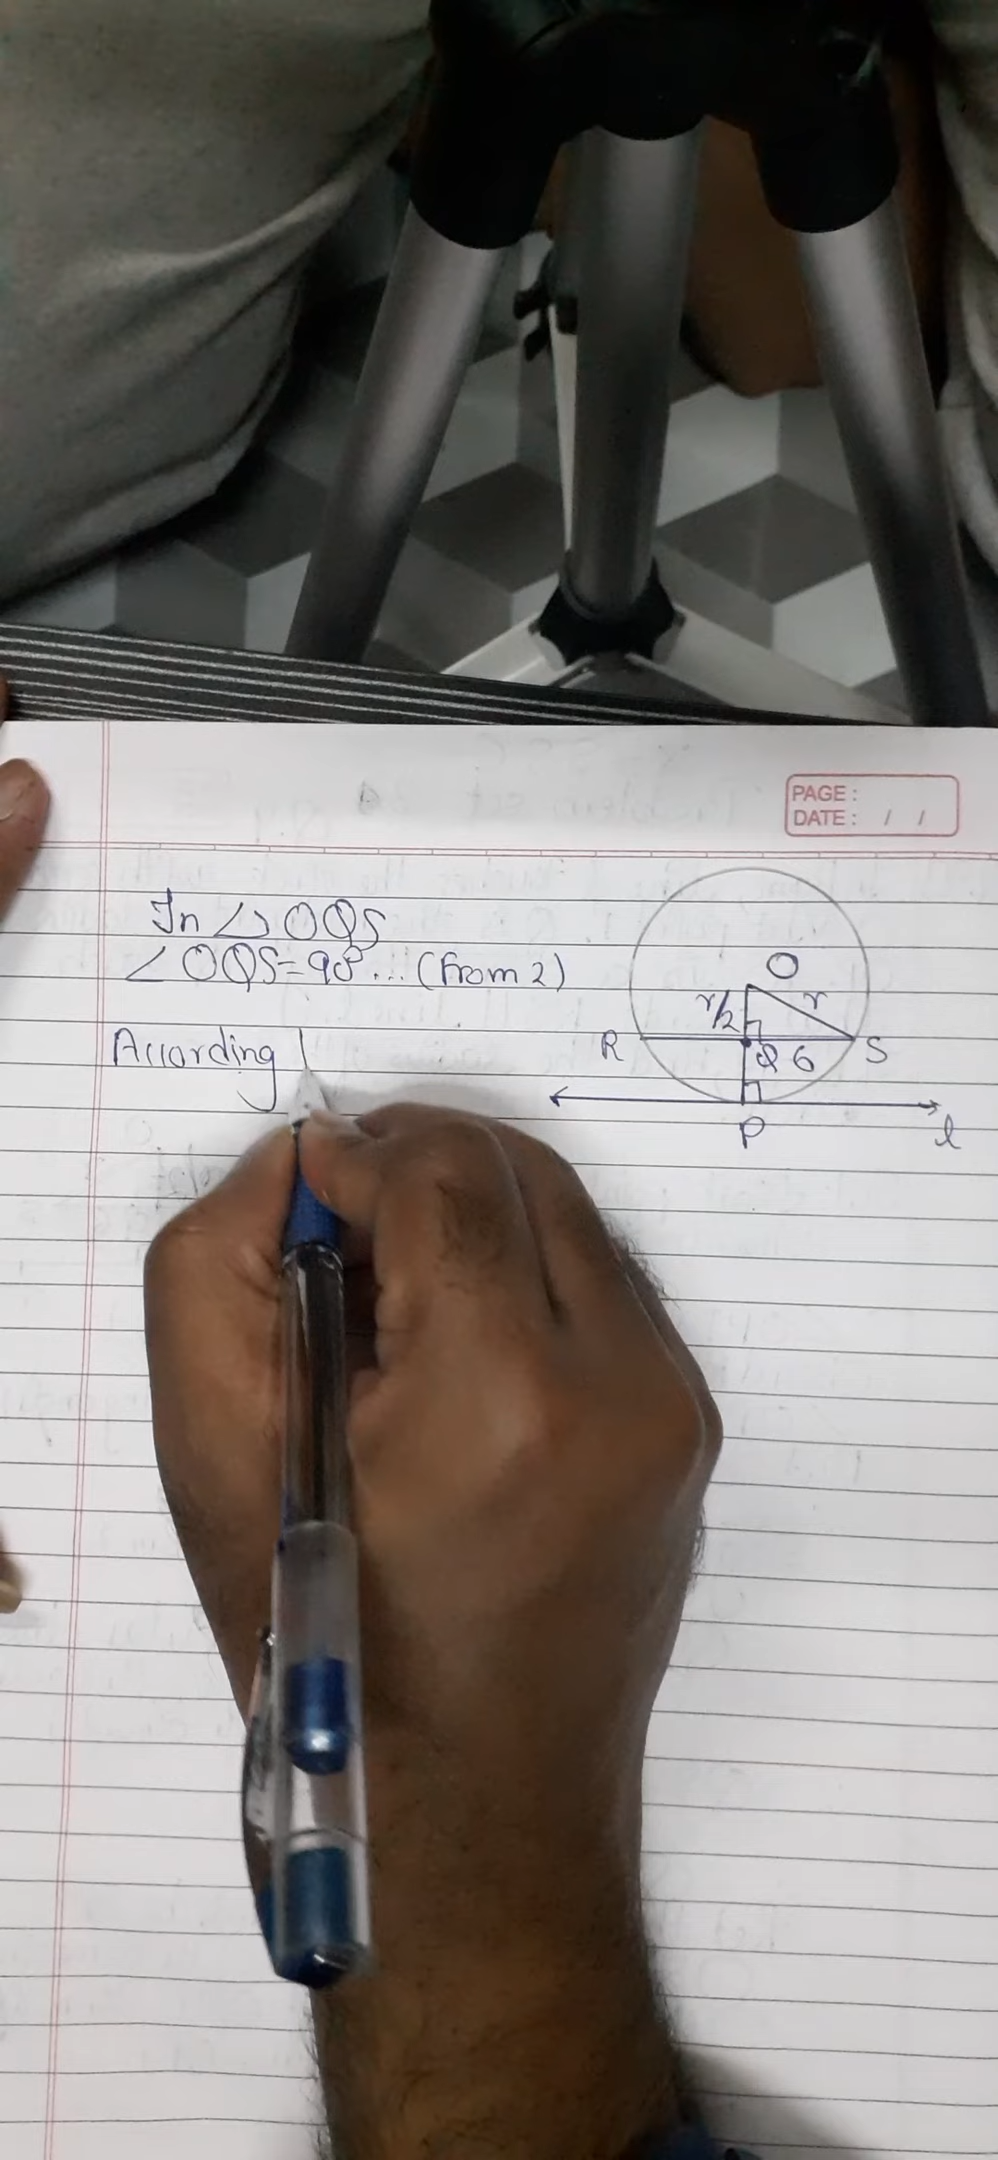 PAGE :
DATE : / /
In △OQS
∠OQS=90°...(from 2)
According
O
r/2
r
R
Q 6
S
P
l